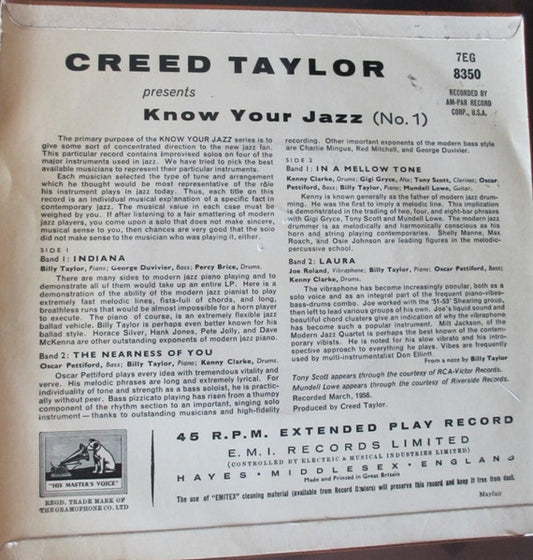 CREED TAYLOR
presents
Know Your Jazz (No. 1)
7EG
8350
RECORDED BY
AM-PAR RECORD
CORP., U.S.A.
The primary purpose of the KNOW YOUR JAZZ series is to
give some sort of concentrated direction to the new jazz fan.
This particular record contains improvised solos on four of the
major instruments used in jazz. We have tried to pick the best
available musicians to represent their particular instruments.
Each musician selected the type of tune and arrangement
which he thought would be most representative of the rôle
his instrument plays in jazz today. Thus, each title on this
record is an individual musical explanation of a specific fact in
contemporary jazz. The musical value in each case must be
weighed by you. If after listening to a fair smattering of modern
jazz players, you come upon a solo that does not make sincere,
musical sense to you, then chances are very good that the solo
did not make sense to the musician who was playing it, either.
SIDE 1
Band 1: INDIANA
Billy Taylor, Piano; George Duvivier, Bass; Percy Brice, Drums.
There are many sides to modern jazz piano playing and to
demonstrate all of them would take up an entire LP. Here is a
demonstration of the ability of the modern jazz pianist to play
extremely fast melodic lines, fists-full of chords, and long,
breathless runs that would be almost impossible for a horn player
to execute. The piano of course, is an extremely flexible jazz
ballad vehicle. Billy Taylor is perhaps even better known for his
ballad style. Horace Silver, Hank Jones, Pete Jolly, and Dave
McKenna are other outstanding exponents of modern jazz piano.
Band 2: THE NEARNESS OF YOU
Oscar Pettiford, Bass; Billy Taylor, Piano; Kenny Clarke, Drums.
Oscar Pettiford plays every idea with tremendous vitality and
verve. His melodic phrases are long and extremely lyrical. For
individuality of tone and strength as a bass soloist, he is practic-
ally without peer. Bass pizzicato playing has risen from a thumpy
component of the rhythm section to an important, singing solo
instrument—thanks to outstanding musicians and high-fidelity
recording. Other important exponents of the modern bass style
are Charlie Mingus, Red Mitchell, and George Duvivier.
SIDE 2
Band 1: IN A MELLOW TONE
Kenny Clarke, Drums; Gigi Gryce, Alto; Tony Scott, Clarinet; Oscar
Pettiford, Bass; Billy Taylor, Piano; Mundell Lowe, Guitar.
Kenny is known generally as the father of modern jazz drum-
ming. He was the first to imply a melodic line. This implication
is demonstrated in the trading of two, four, and eight-bar phrases
with Gigi Gryce, Tony Scott and Mundell Lowe. The modern jazz
drummer is as melodically and harmonically conscious as his
horn and string playing contemporaries. Shelly Manne, Max
Roach, and Osie Johnson are leading figures in the melodic-
percussive school.
Band 2: LAURA
Joe Roland, Vibraphone; Billy Taylor, Piano; Oscar Pettiford, Bass;
Kenny Clarke, Drums.
The vibraphone has become increasingly popular, both as a
solo voice and as an integral part of the frequent piano-vibes-
bass-drums combo. Joe worked with the '51-53' Shearing group,
then left to lead various groups of his own. Joe's liquid sound and
beautiful chord clusters give an indication of why the vibraphone
has become such a popular instrument. Milt Jackson, of the
Modern Jazz Quartet is perhaps the best known of the contem-
porary vibists. He is noted for his slow vibrato and his intro-
spective approach to everything he plays. Vibes are frequently
used by multi-instrumentalist Don Elliott.
From a note by Billy Taylor
Tony Scott appears through the courtesy of RCA-Victor Records.
Mundell Lowe appears through the courtesy of Riverside Records.
Recorded March, 1956.
Produced by Creed Taylor.
"HIS MASTER'S VOICE"
REGD. TRADE MARK OF
THE GRAMOPHONE CO. LTD
45 R.P.M. EXTENDED PLAY RECORD
E.M.I. RECORDS LIMITED
(CONTROLLED BY ELECTRIC & MUSICAL INDUSTRIES LIMITED)
HAYES · MIDDLESEX · ENGLAND
Made and Printed in Great Britain
The use of "EMITEX" cleaning material (available from Record Dealers) will preserve this record and keep it free from dust.
Mayfair